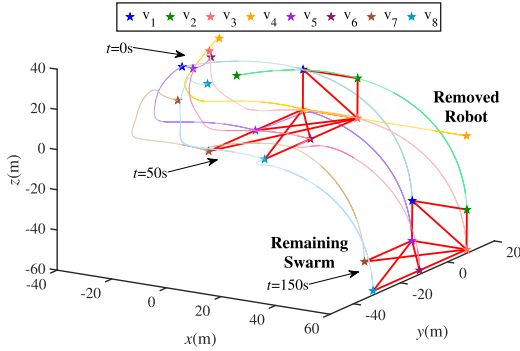 v1 v2 v3 v4 v5 v6 v7 v8
t=0s
40
20
0
-20
-40
-60
z(m)
Removed
Robot
t=50s
Remaining
Swarm
t=150s
-40
-20
0
20
40
60
x(m)
-40
-20
0
20
y(m)